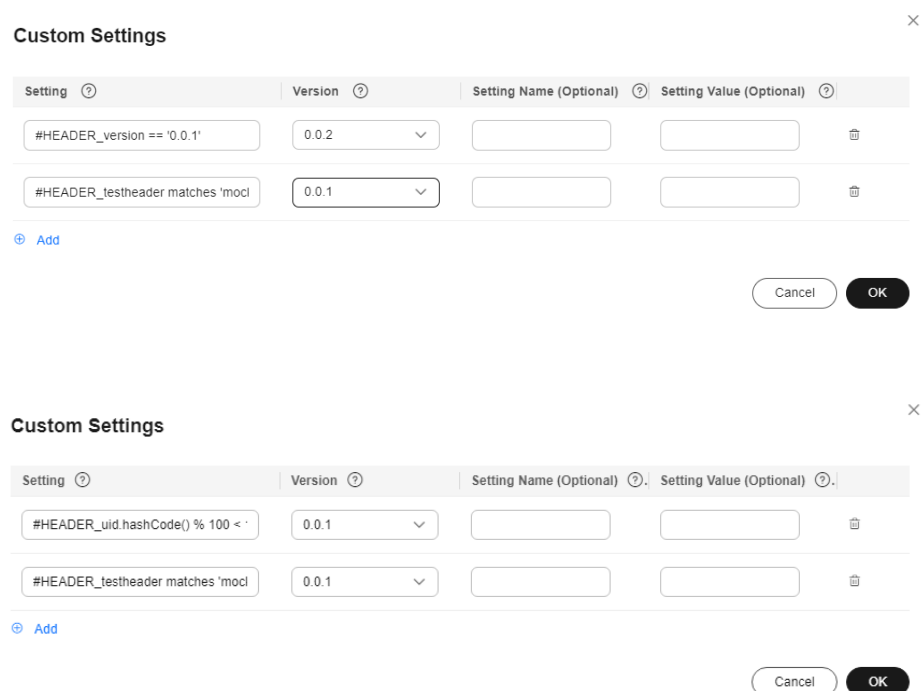 Custom Settings
Setting Version Setting Name (Optional) Setting Value (Optional)
#HEADER_version == '0.0.1' 0.0.2
#HEADER_testheader matches 'mocl 0.0.1
Add
Cancel OK
Custom Settings
Setting Version Setting Name (Optional) Setting Value (Optional)
#HEADER_uid.hashCode() % 100 < 0.0.1
#HEADER_testheader matches 'mocl 0.0.1
Add
Cancel OK